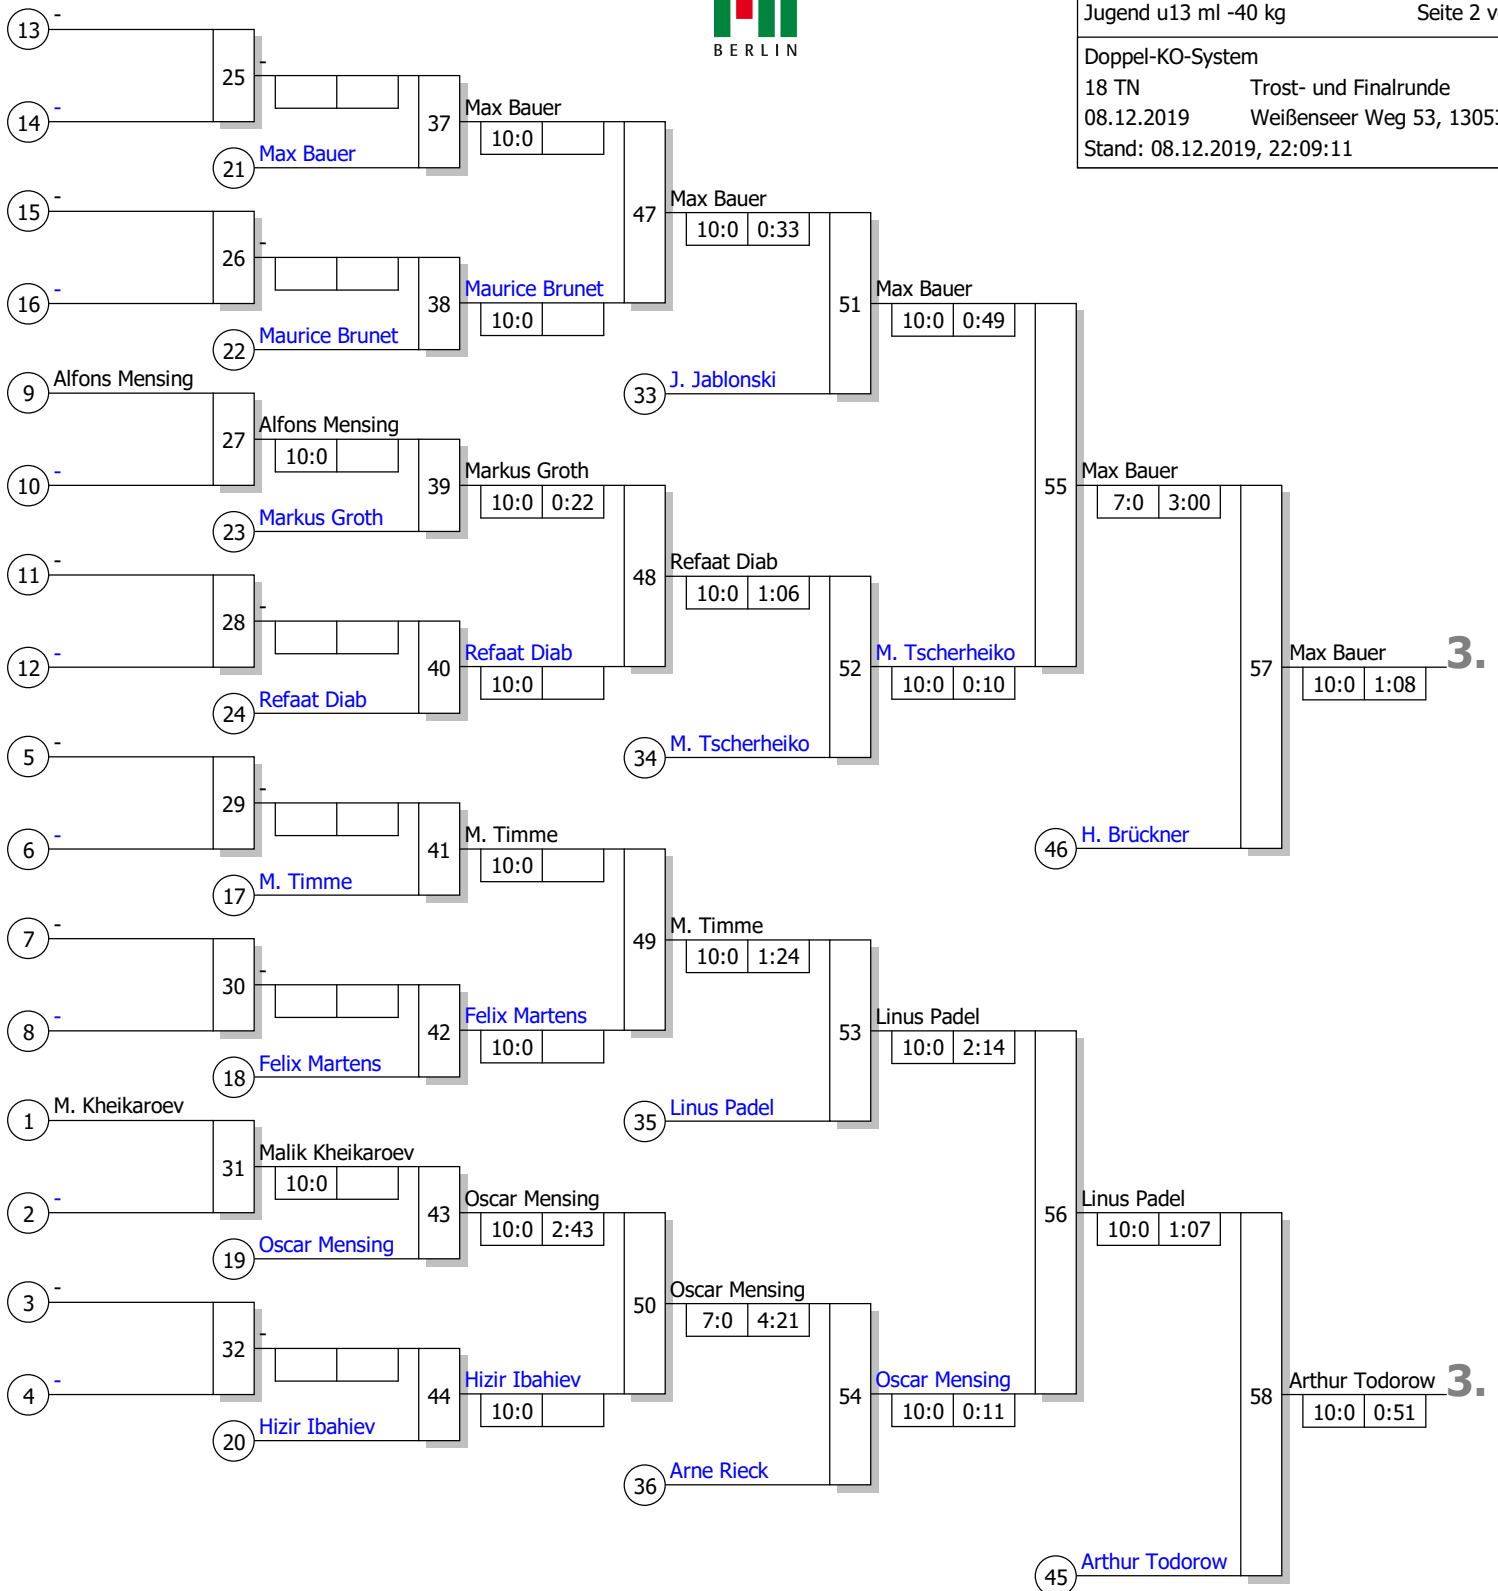 BERLIN
Jugend u13 ml -40 kg Seite 2 v
Doppel-KO-System
18 TN Trost- und Finalrunde
08.12.2019 Weißenseer Weg 53, 13053
Stand: 08.12.2019, 22:09:11
13 -
25
-
14 -
37
Max Bauer
10:0
21 Max Bauer
15 -
47
Max Bauer
10:0 0:33
26
-
16 -
38
Maurice Brunet
10:0
22 Maurice Brunet
51
Max Bauer
10:0 0:49
33 J. Jablonski
9 Alfons Mensing
27
Alfons Mensing
10:0
10 -
39
Markus Groth
10:0 0:22
23 Markus Groth
55
Max Bauer
7:0 3:00
11 -
48
Refaat Diab
10:0 1:06
28
-
12 -
40
Refaat Diab
10:0
24 Refaat Diab
52
M. Tscherheiko
10:0 0:10
34 M. Tscherheiko
57
Max Bauer
10:0 1:08
3.
5 -
29
-
6 -
41
M. Timme
10:0
17 M. Timme
46 H. Brückner
7 -
49
M. Timme
10:0 1:24
30
-
8 -
42
Felix Martens
10:0
18 Felix Martens
53
Linus Padel
10:0 2:14
35 Linus Padel
1 M. Kheikaroev
31
Malik Kheikaroev
10:0
2 -
43
Oscar Mensing
10:0 2:43
19 Oscar Mensing
56
Linus Padel
10:0 1:07
3 -
50
Oscar Mensing
7:0 4:21
32
-
4 -
44
Hizir Ibahiev
10:0
20 Hizir Ibahiev
54
Oscar Mensing
10:0 0:11
36 Arne Rieck
58
Arthur Todorow
10:0 0:51
3.
45 Arthur Todorow